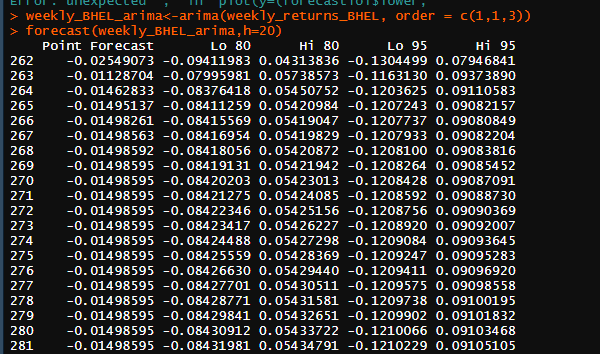 Error: unexpected
> weekly_BHEL_arima<-arima(weekly_returns_BHEL, order = c(1,1,3))
> forecast(weekly_BHEL_arima,h=20)
Point Forecast Lo 80 Hi 80 Lo 95 Hi 95
262 -0.02549073 -0.09411983 0.04313836 -0.1304499 0.07946841
263 -0.01128704 -0.07995981 0.05738573 -0.1163130 0.09373890
264 -0.01462833 -0.08376418 0.05450752 -0.1203625 0.09110583
265 -0.01495137 -0.08411259 0.05420984 -0.1207243 0.09082157
266 -0.01498261 -0.08415569 0.05419047 -0.1207737 0.09080849
267 -0.01498563 -0.08416954 0.05419829 -0.1207933 0.09082204
268 -0.01498592 -0.08418056 0.05420872 -0.1208100 0.09083816
269 -0.01498595 -0.08419131 0.05421942 -0.1208264 0.09085452
270 -0.01498595 -0.08420203 0.05423013 -0.1208428 0.09087091
271 -0.01498595 -0.08421275 0.05424085 -0.1208592 0.09088730
272 -0.01498595 -0.08422346 0.05425156 -0.1208756 0.09090369
273 -0.01498595 -0.08423417 0.05426227 -0.1208920 0.09092007
274 -0.01498595 -0.08424488 0.05427298 -0.1209084 0.09093645
275 -0.01498595 -0.08425559 0.05428369 -0.1209247 0.09095283
276 -0.01498595 -0.08426630 0.05429440 -0.1209411 0.09096920
277 -0.01498595 -0.08427701 0.05430511 -0.1209575 0.09098558
278 -0.01498595 -0.08428771 0.05431581 -0.1209738 0.09100195
279 -0.01498595 -0.08429841 0.05432651 -0.1209902 0.09101832
280 -0.01498595 -0.08430912 0.05433722 -0.1210066 0.09103468
281 -0.01498595 -0.08431981 0.05434791 -0.1210229 0.09105105